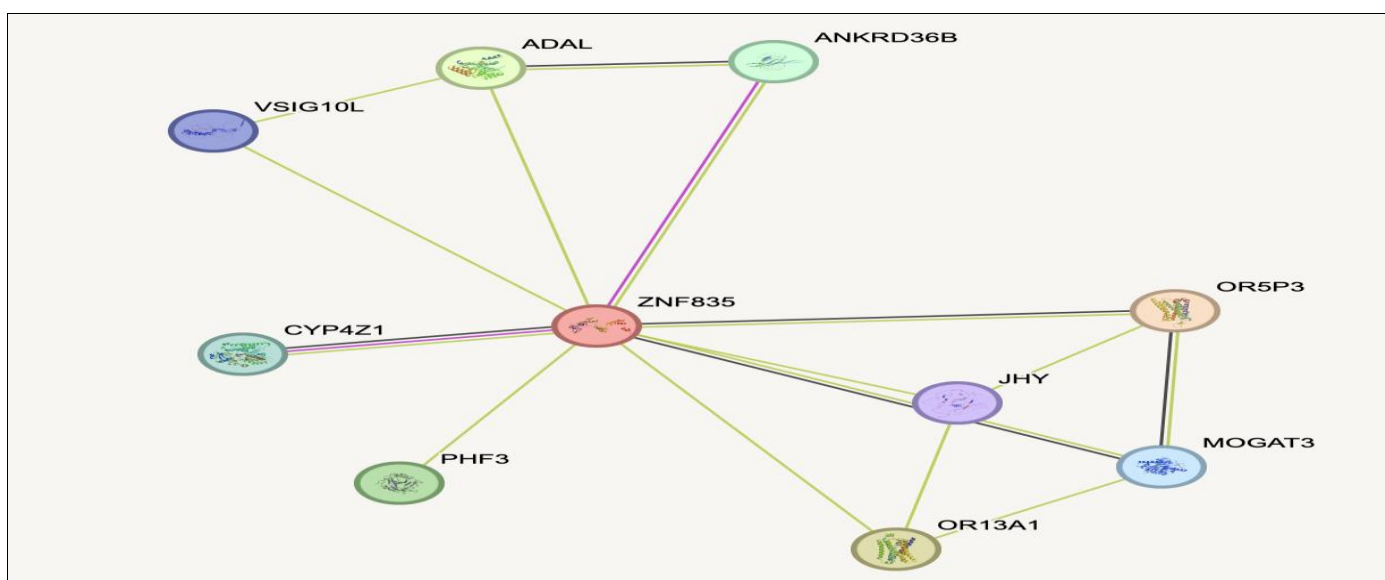 ADAL
ANKRD36B
VSIG10L
ZNF835
OR5P3
CYP4Z1
JHY
MOGAT3
PHF3
OR13A1